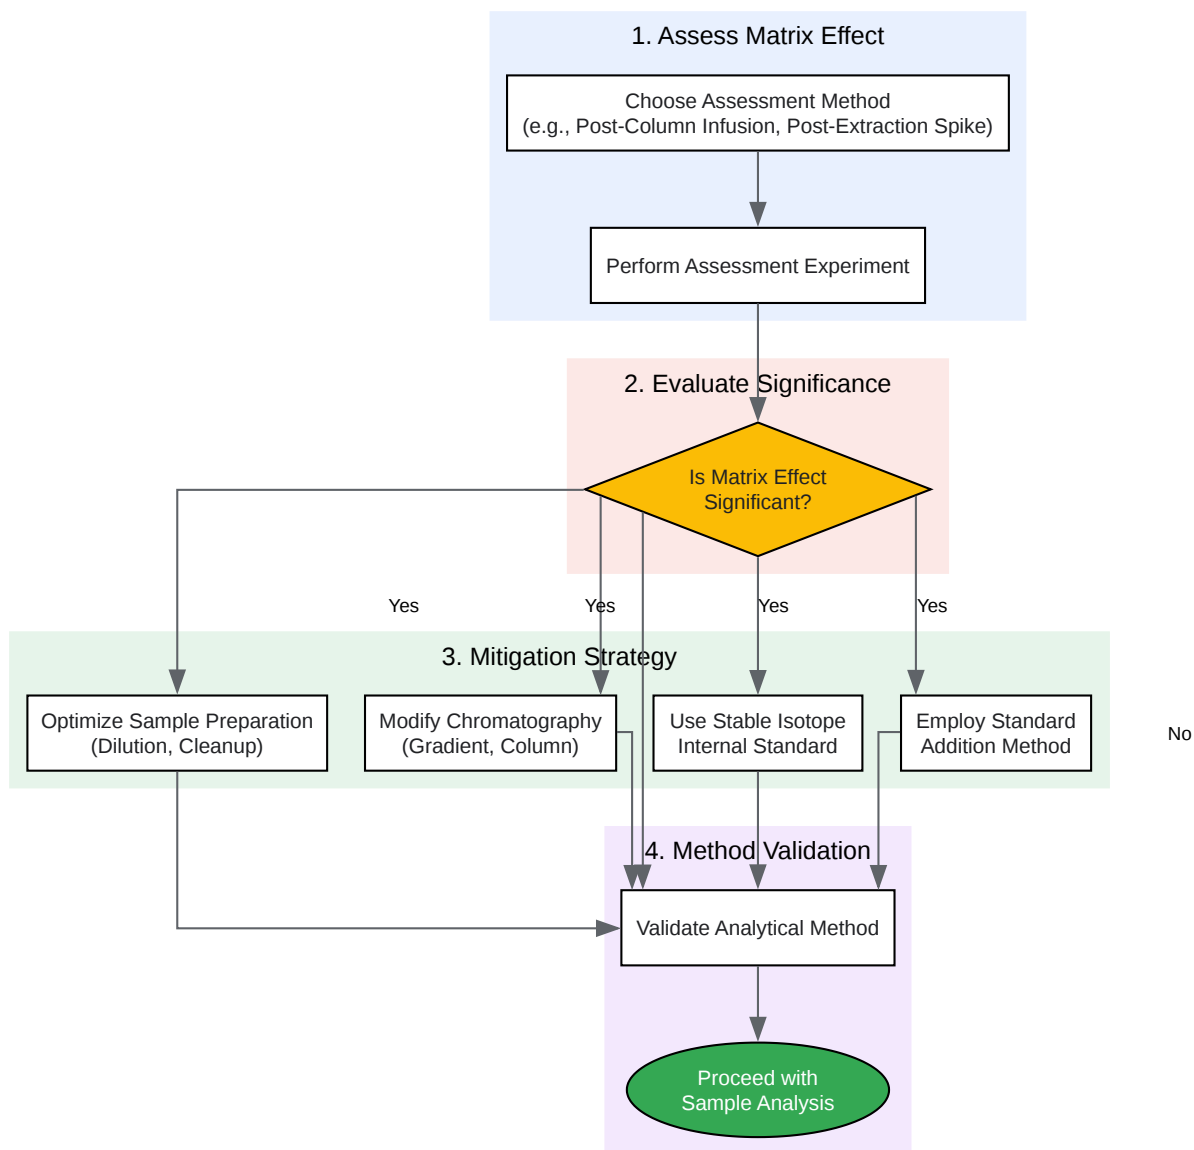 1. Assess Matrix Effect
Choose Assessment Method
(e.g., Post-Column Infusion, Post-Extraction Spike)
Perform Assessment Experiment
2. Evaluate Significance
Is Matrix Effect
Significant?
Yes
Yes
Yes
Yes
3. Mitigation Strategy
Optimize Sample Preparation
(Dilution, Cleanup)
Modify Chromatography
(Gradient, Column)
Use Stable Isotope
Internal Standard
Employ Standard
Addition Method
No
4. Method Validation
Validate Analytical Method
Proceed with
Sample Analysis